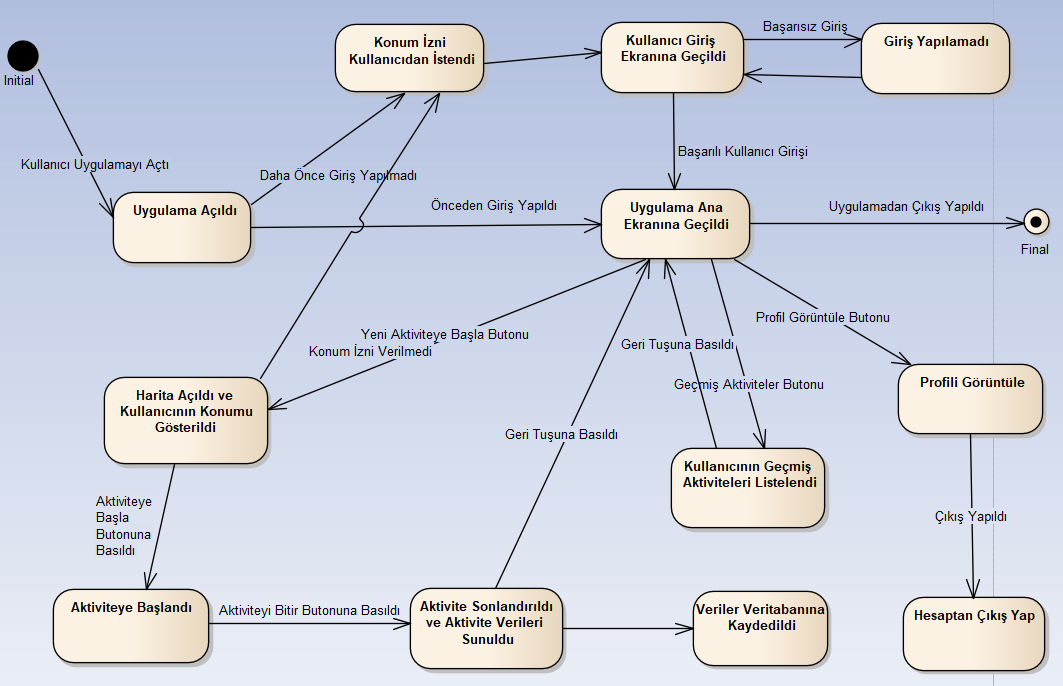 Initial
Konum İzni
Kullanıcıdan İstendi
Kullanıcı Giriş
Ekranına Geçildi
Başarısız Giriş
Giriş Yapılamadı
Kullanıcı Uygulamayı Açtı
Daha Önce Giriş Yapılmadı
Başarılı Kullanıcı Girişi
Uygulama Açıldı
Önceden Giriş Yapıldı
Uygulama Ana
Ekranına Geçildi
Uygulamadan Çıkış Yapıldı
Final
Yeni Aktiviteye Başla Butonu
Konum İzni Verilmedi
Geri Tuşuna Basıldı
Profil Görüntüle Butonu
Geçmiş Aktiviteler Butonu
Profili Görüntüle
Harita Açıldı ve
Kullanıcının Konumu
Gösterildi
Geri Tuşuna Basıldı
Kullanıcının Geçmiş
Aktiviteleri Listelendi
Aktiviteye
Başla
Butonuna
Basıldı
Çıkış Yapıldı
Aktiviteye Başlandı
Aktiviteyi Bitir Butonuna Basıldı
Aktivite Sonlandırıldı
ve Aktivite Verileri
Sunuldu
Veriler Veritabanına
Kaydedildi
Hesaptan Çıkış Yap